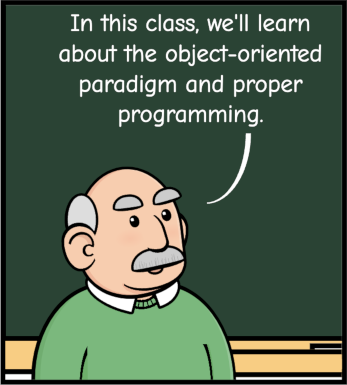 In this class, we'll learn
about the object-oriented
paradigm and proper
programming.